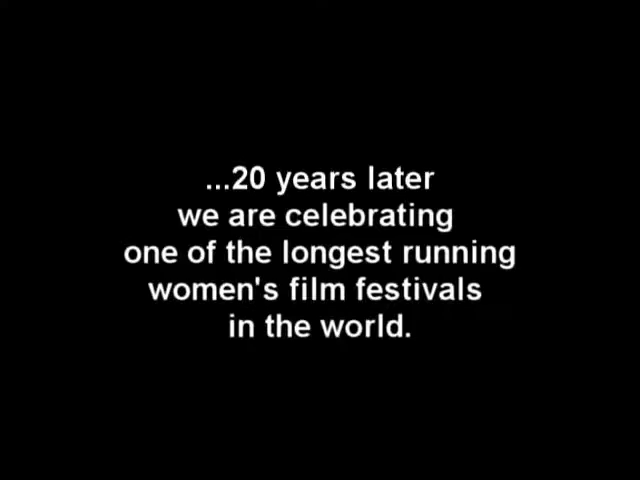 ...20 years later
we are celebrating
one of the longest running
women's film festivals
in the world.